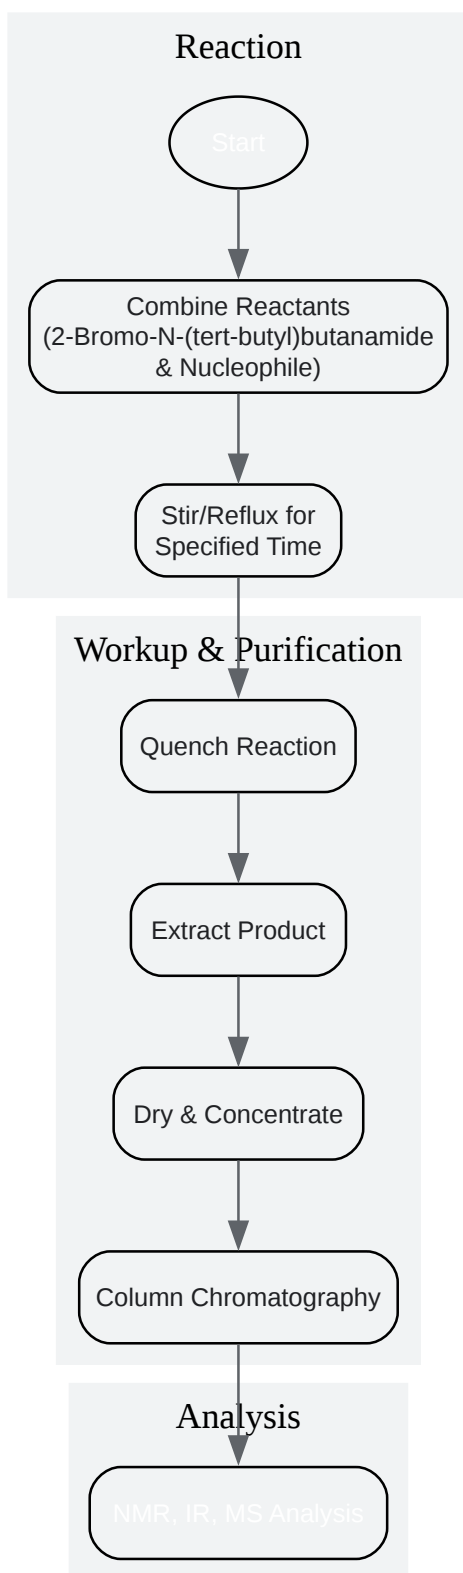 Reaction
Start
Combine Reactants
(2-Bromo-N-(tert-butyl)butanamide
& Nucleophile)
Stir/Reflux for
Specified Time
Workup & Purification
Quench Reaction
Extract Product
Dry & Concentrate
Column Chromatography
Analysis
NMR, IR, MS Analysis